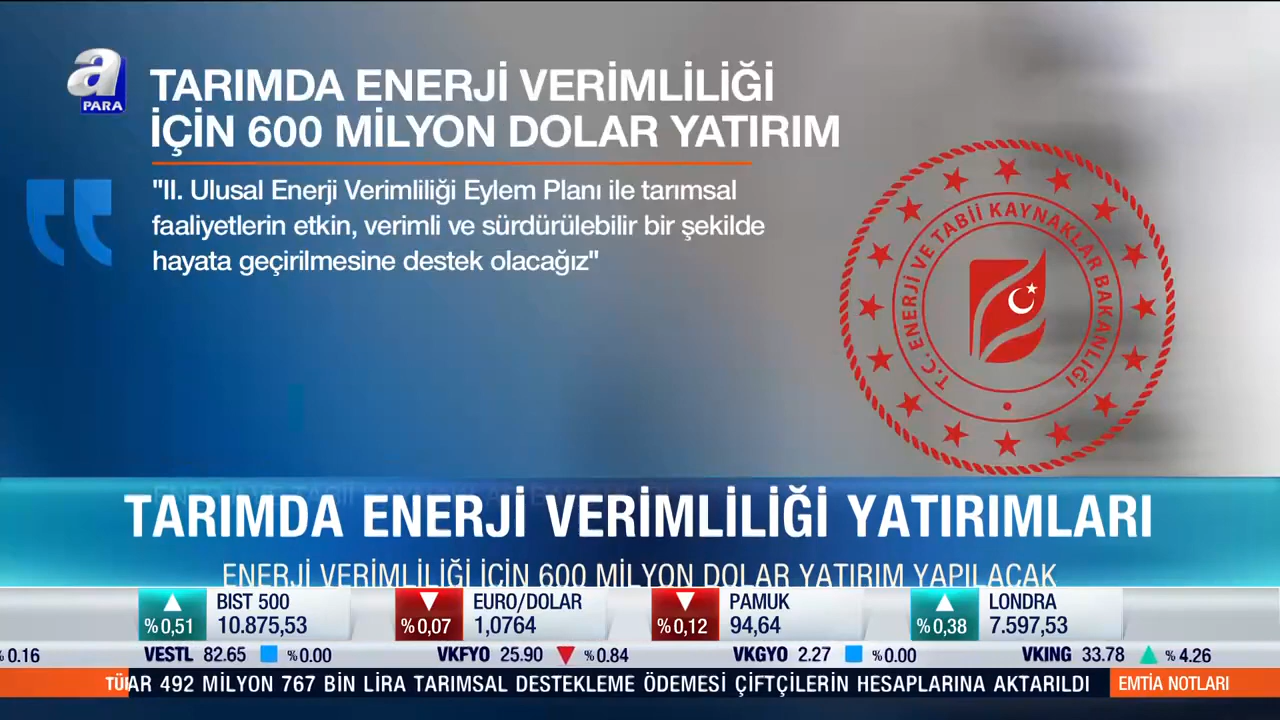 a
PARA
TARIMDA ENERJİ VERİMLİLİĞİ
İÇİN 600 MİLYON DOLAR YATIRIM
"II. Ulusal Enerji Verimliliği Eylem Planı ile tarımsal
faaliyetlerin etkin, verimli ve sürdürülebilir bir şekilde
hayata geçirilmesine destek olacağız"
T.C. ENERJİ VE TABİİ KAYNAKLAR BAKANLIĞI
TARIMDA ENERJİ VERİMLİLİĞİ YATIRIMLARI
ENERJİ VERİMLİLİĞİ İÇİN 600 MİLYON DOLAR YATIRIM YAPILACAK
%0,51 BIST 500 10.875,53
%0,07 EURO/DOLAR 1,0764
%0,12 PAMUK 94,64
%0,38 LONDRA 7.597,53
%0.16 VESTL 82.65 %0.00 VKFYO 25.90 %0.84 VKGYO 2.27 %0.00 VKING 33.78 %4.26
AR 492 MİLYON 767 BİN LİRA TARIMSAL DESTEKLEME ÖDEMESİ ÇİFTÇİLERİN HESAPLARINA AKTARILDI EMTİA NOTLARI